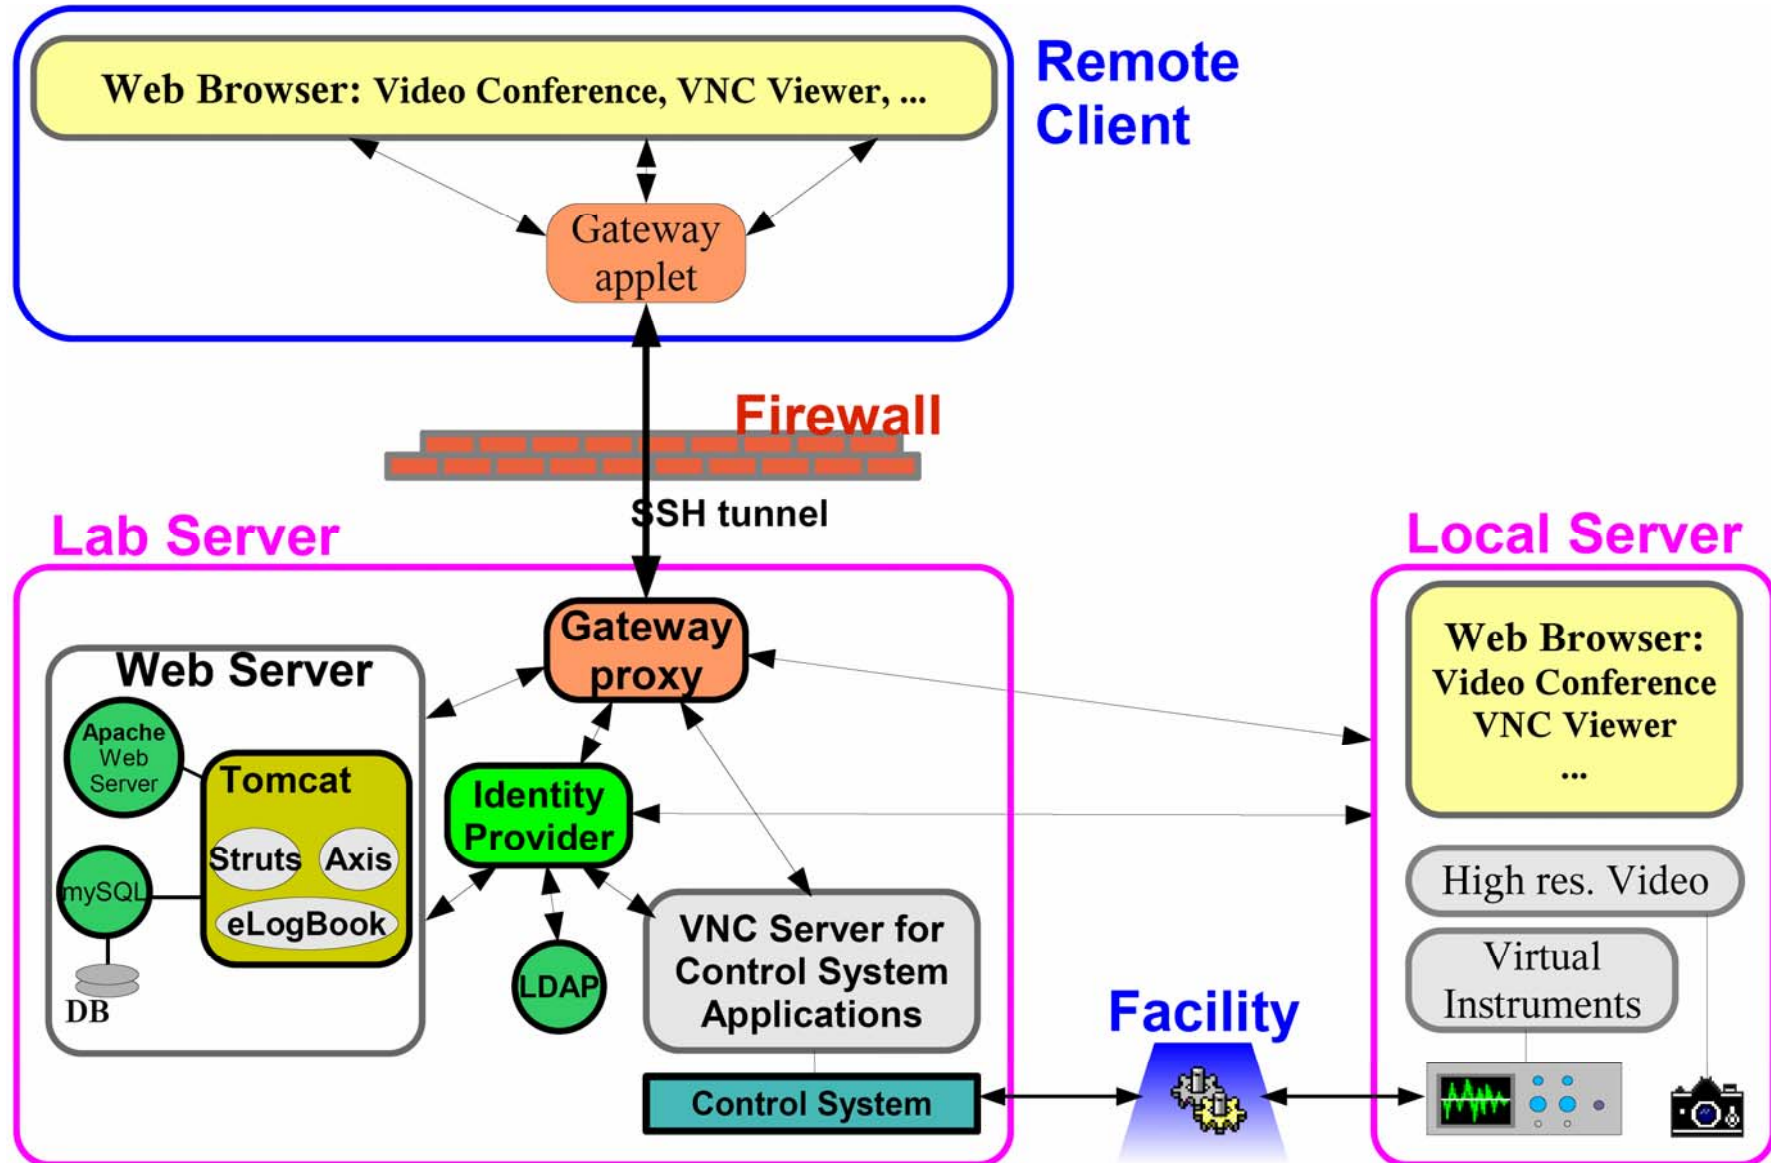 Remote
Client
Web Browser: Video Conference, VNC Viewer, ...
Gateway
applet
Firewall
SSH tunnel
Lab Server
Gateway
proxy
Web Server
Apache
Web
Server
Tomcat
Struts
Axis
eLogBook
mySQL
DB
Identity
Provider
LDAP
VNC Server for
Control System
Applications
Control System
Facility
Local Server
Web Browser:
Video Conference
VNC Viewer
...
High res. Video
Virtual
Instruments